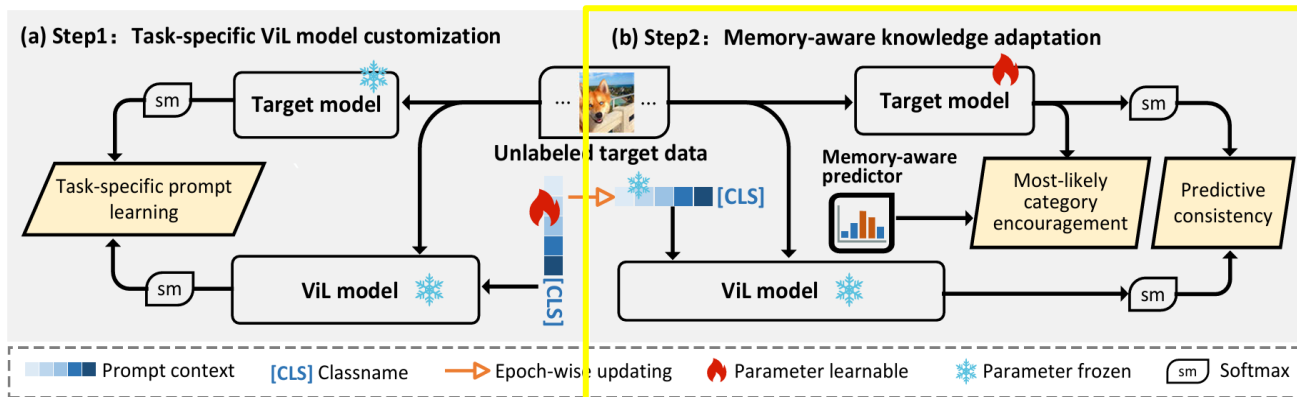 (a) Step1: Task-specific ViL model customization
(b) Step2: Memory-aware knowledge adaptation
sm
Target model
...
...
Target model
sm
Unlabeled target data
Task-specific prompt
learning
[CLS]
Memory-aware
predictor
Most-likely
category
encouragement
Predictive
consistency
sm
ViL model
[CLS]
ViL model
sm
Prompt context
[CLS] Classname
Epoch-wise updating
Parameter learnable
Parameter frozen
sm
Softmax